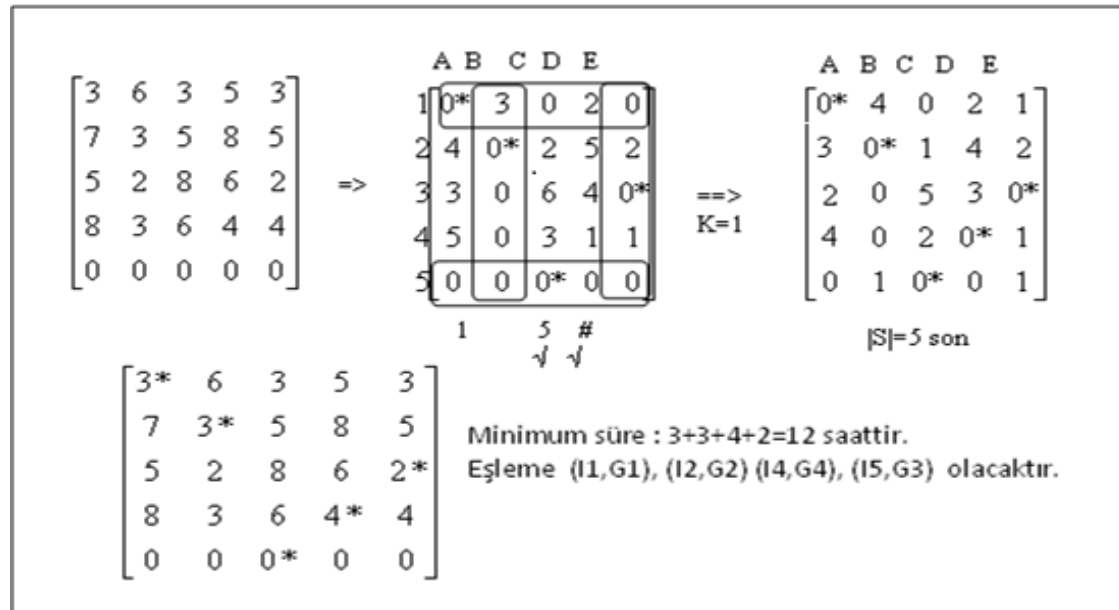 A B C D E
A B C D E
3 6 3 5 3
7 3 5 8 5
5 2 8 6 2
8 3 6 4 4
0 0 0 0 0
=>
1 0* 3 0 2 0
2 4 0* 2 5 2
3 3 0 6 4 0*
4 5 0 3 1 1
5 0 0 0* 0 0
1 5 #
√ √
==>
K=1
0* 4 0 2 1
3 0* 1 4 2
2 0 5 3 0*
4 0 2 0* 1
0 1 0* 0 1
|S|=5 son
3* 6 3 5 3
7 3* 5 8 5
5 2 8 6 2*
8 3 6 4* 4
0 0 0* 0 0
Minimum süre : 3+3+4+2=12 saattir.
Eşleme (I1,G1), (I2,G2) (I4,G4), (I5,G3) olacaktır.